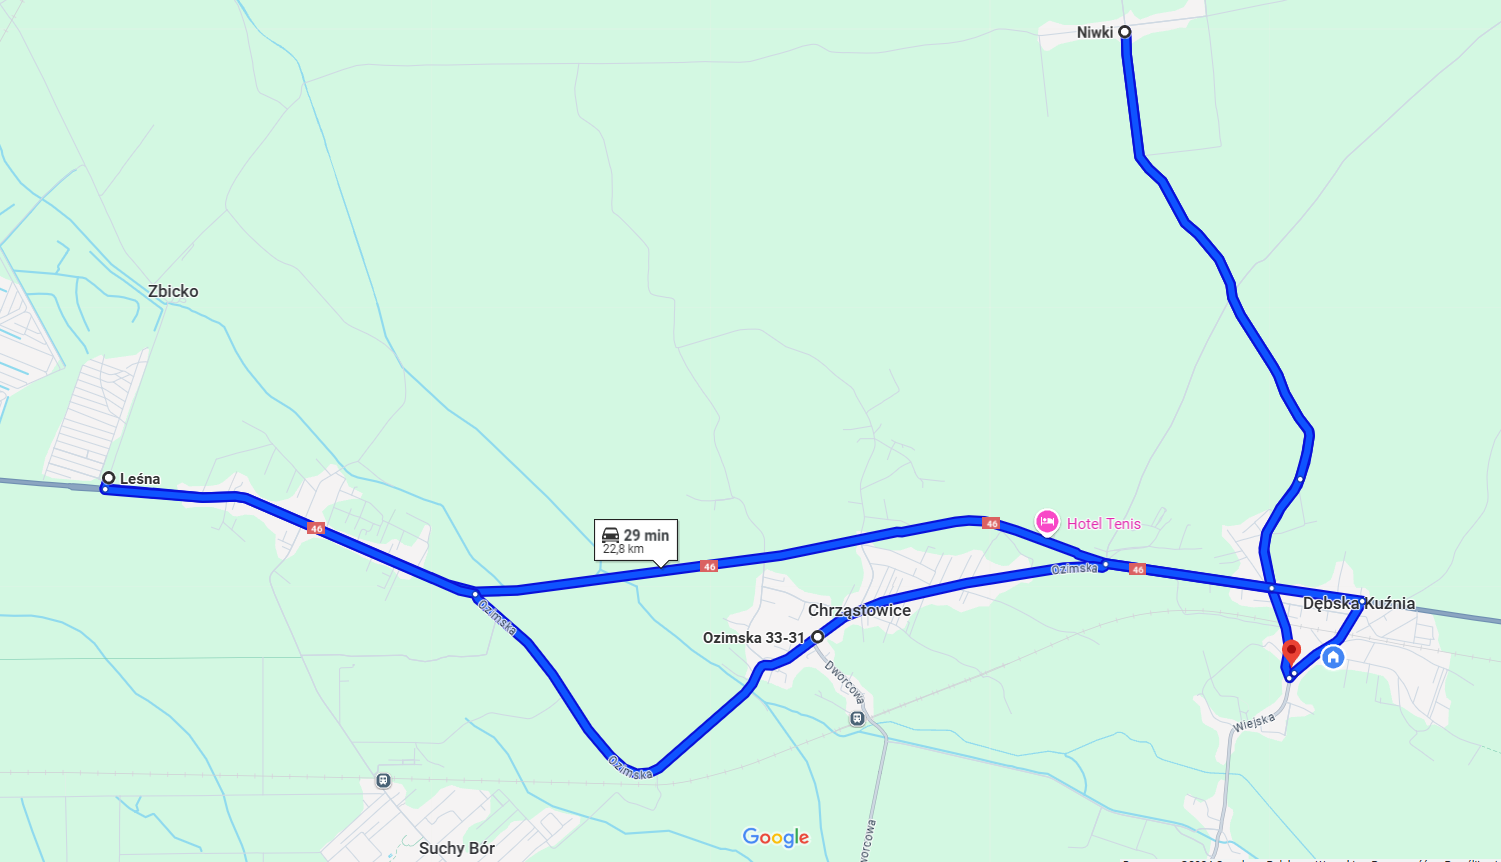 Niwki
Zbicko
Leśna
46
29 min
22,8 km
46
46
Hotel Tenis
Ozimska
46
Ozimska
Chrząstowice
Dębska Kuźnia
Ozimska 33-31
Dworcowa
Wiejska
Ozimska
Suchy Bór
Google